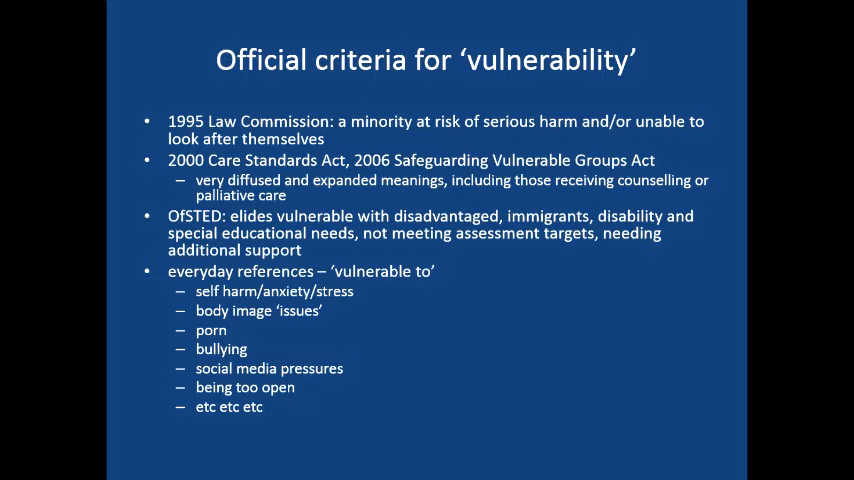 Official criteria for ‘vulnerability’
• 1995 Law Commission: a minority at risk of serious harm and/or unable to
look after themselves
• 2000 Care Standards Act, 2006 Safeguarding Vulnerable Groups Act
– very diffused and expanded meanings, including those receiving counselling or
palliative care
• OfSTED: elides vulnerable with disadvantaged, immigrants, disability and
special educational needs, not meeting assessment targets, needing
additional support
• everyday references – ‘vulnerable to’
– self harm/anxiety/stress
– body image ‘issues’
– porn
– bullying
– social media pressures
– being too open
– etc etc etc